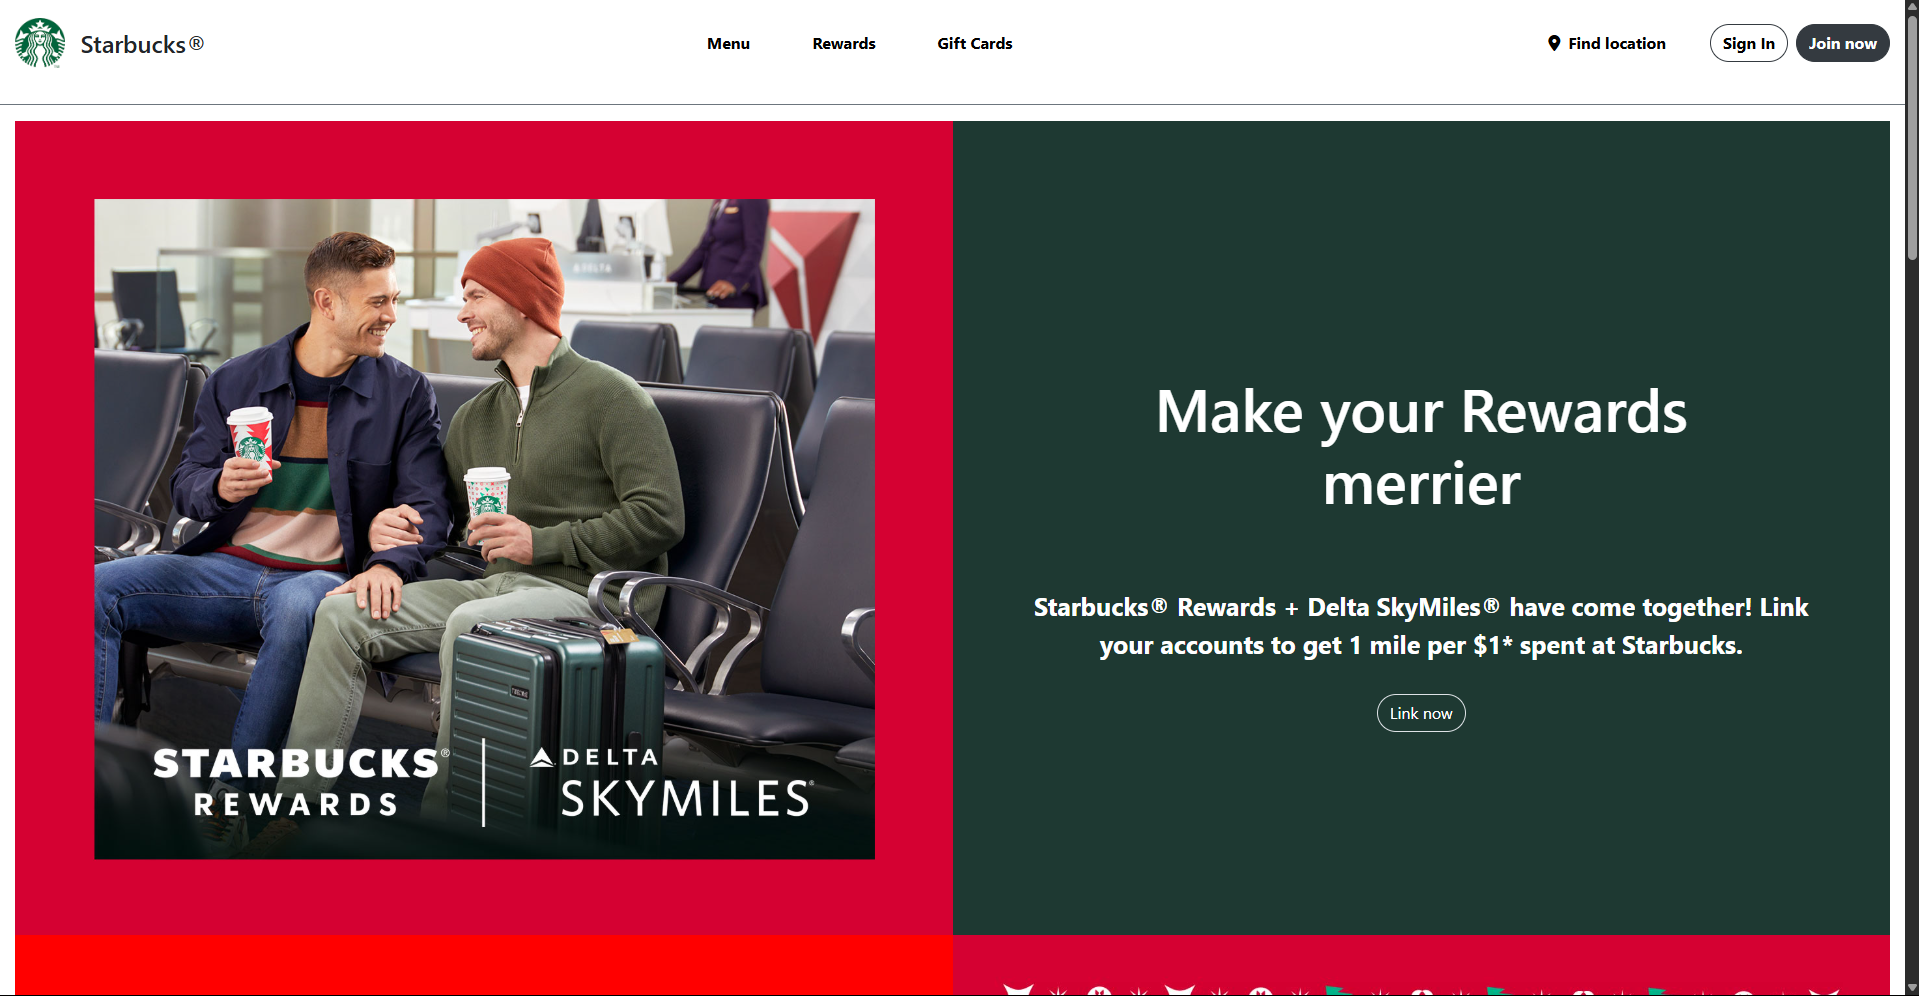 Starbucks®
Menu
Rewards
Gift Cards
Find location
Sign In
Join now
DELTA
STARBUCKS®
REWARDS
DELTA
SKYMILES®
Make your Rewards
merrier
Starbucks® Rewards + Delta SkyMiles® have come together! Link
your accounts to get 1 mile per $1* spent at Starbucks.
Link now